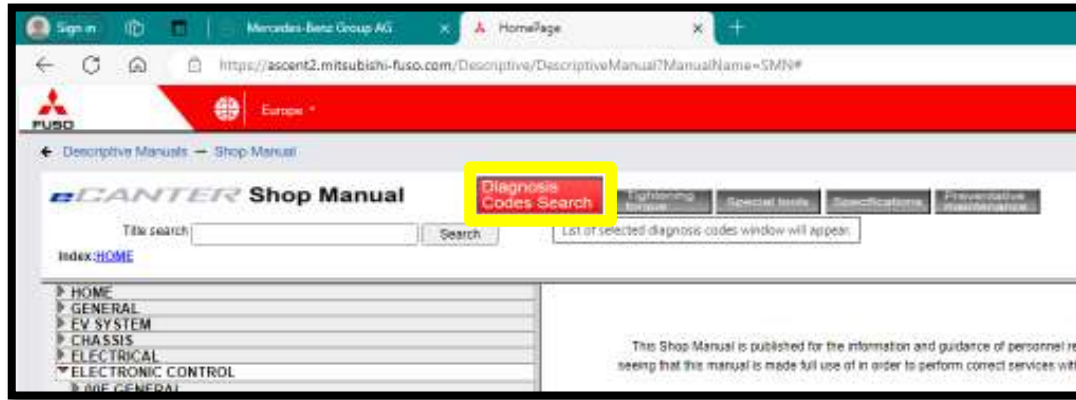 Sign in
Mercedes-Benz Group AG
HomePage
https://ascent2.mitsubishi-fuso.com/Descriptive/DescriptiveManual?ManualName=SMN#
FUSO
Europe
Descriptive Manuals — Shop Manual
eCANTER Shop Manual
Diagnosis
Codes Search
Tightening
torque
Special tools
Specifications
Preventative
maintenance
Title search
Search
List of selected diagnosis codes window will appear.
Index:HOME
HOME
GENERAL
EV SYSTEM
CHASSIS
ELECTRICAL
ELECTRONIC CONTROL
00E GENERAL
This Shop Manual is published for the information and guidance of personnel re
seeing that this manual is made full use of in order to perform correct services wit